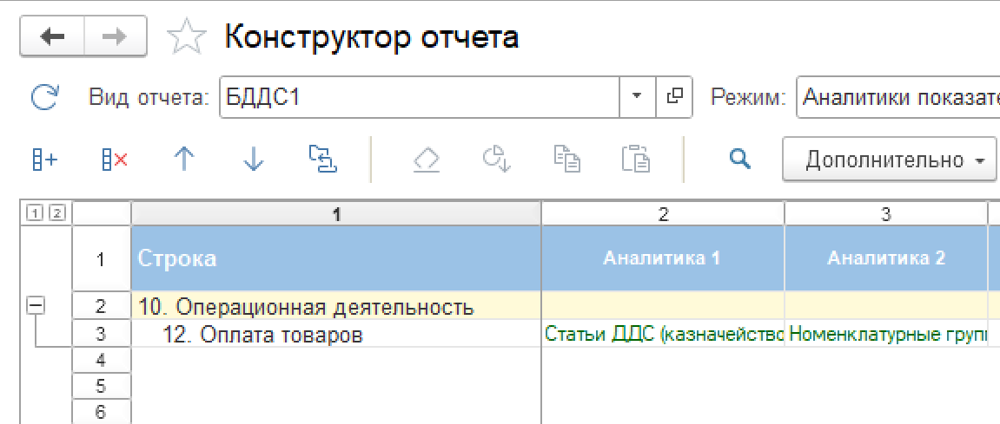 Конструктор отчета
Вид отчета: БДДС1 Режим: Аналитики показате
Дополнительно
1 2 1 2 3
1 Строка Аналитика 1 Аналитика 2
2 10. Операционная деятельность
3 12. Оплата товаров Статьи ДДС (казначейство Номенклатурные групп
4
5
6